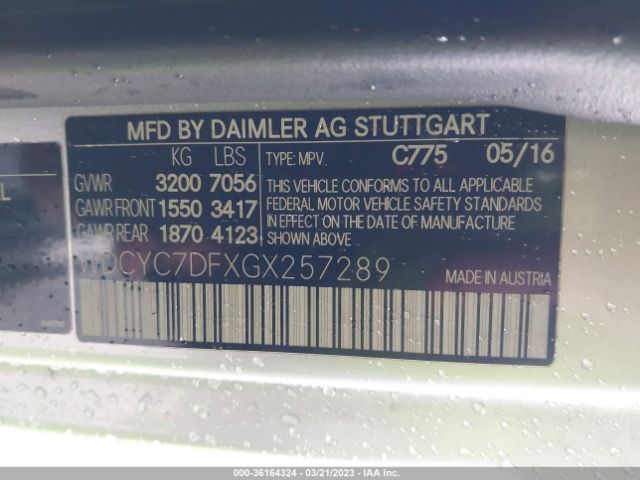 MFD BY DAIMLER AG STUTTGART
KG LBS
GVWR 3200 7056
GAWR FRONT 1550 3417
GAWR REAR 1870 4123
TYPE: MPV. C775 05/16
THIS VEHICLE CONFORMS TO ALL APPLICABLE
FEDERAL MOTOR VEHICLE SAFETY STANDARDS
IN EFFECT ON THE DATE OF MANUFACTURE
SHOWN ABOVE.
WDCYC7DFXGX257289
MADE IN AUSTRIA
L
000-36164324 - 03/21/2023 - IAA Inc.